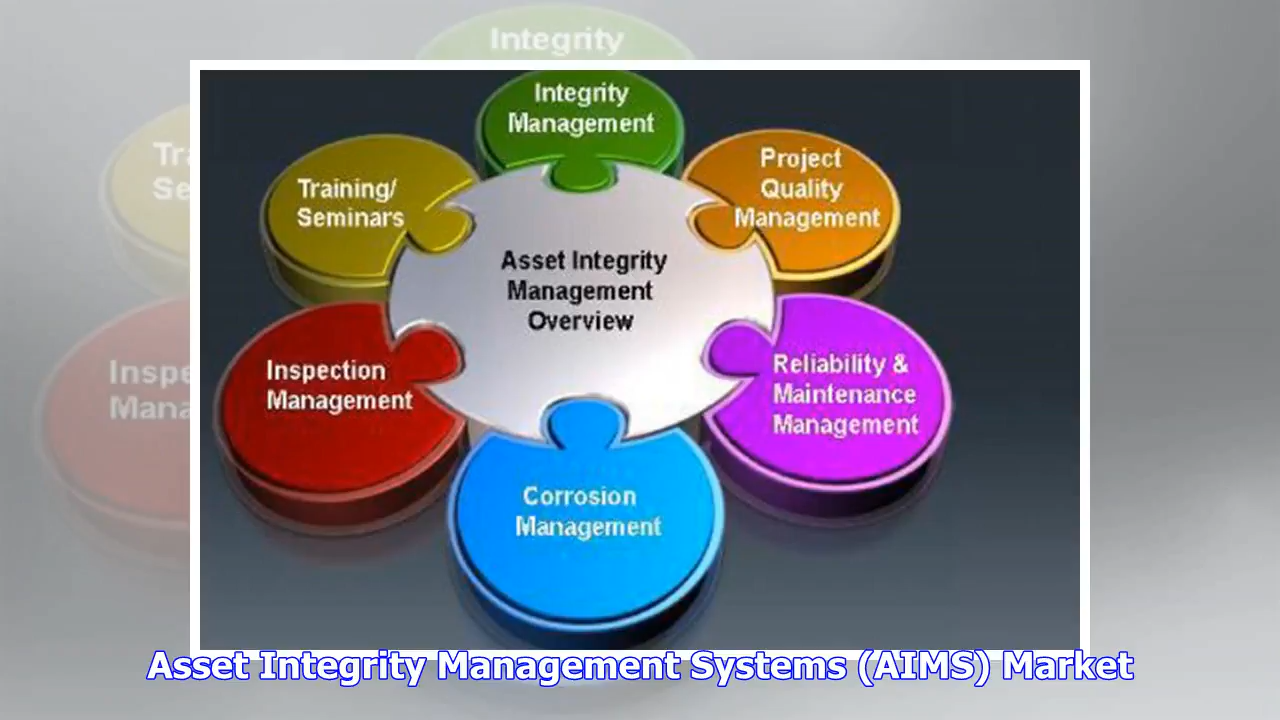 Integrity
Integrity
Management
Training/
Seminars
Project
Quality
Management
Asset Integrity
Management
Overview
Inspection
Management
Reliability &
Maintenance
Management
Corrosion
Management
Asset Integrity Management Systems (AIMS) Market